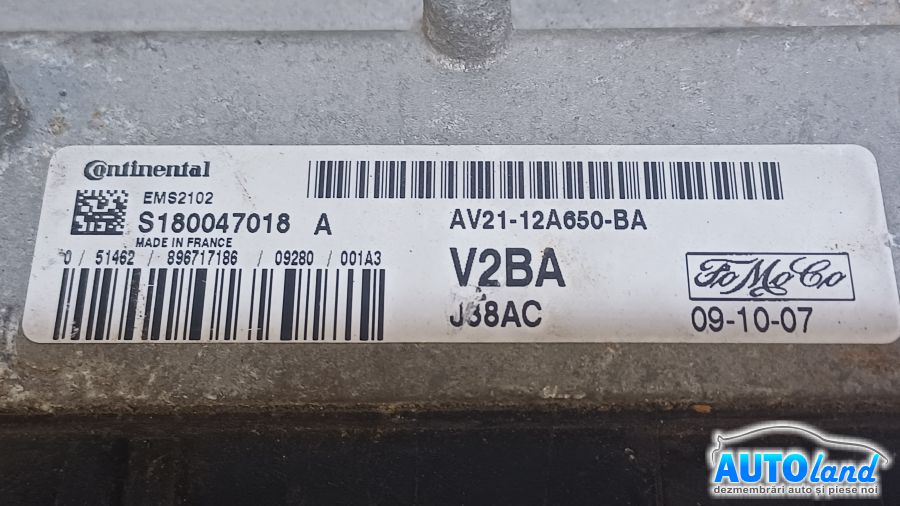 Continental
EMS2102
S180047018 A
MADE IN FRANCE
0 / 51462 / 896717186 / 09280 / 001A3
AV21-12A650-BA
V2BA
J38AC
FoMoCo
09-10-07
AUTOland
dezmembrări auto și piese noi